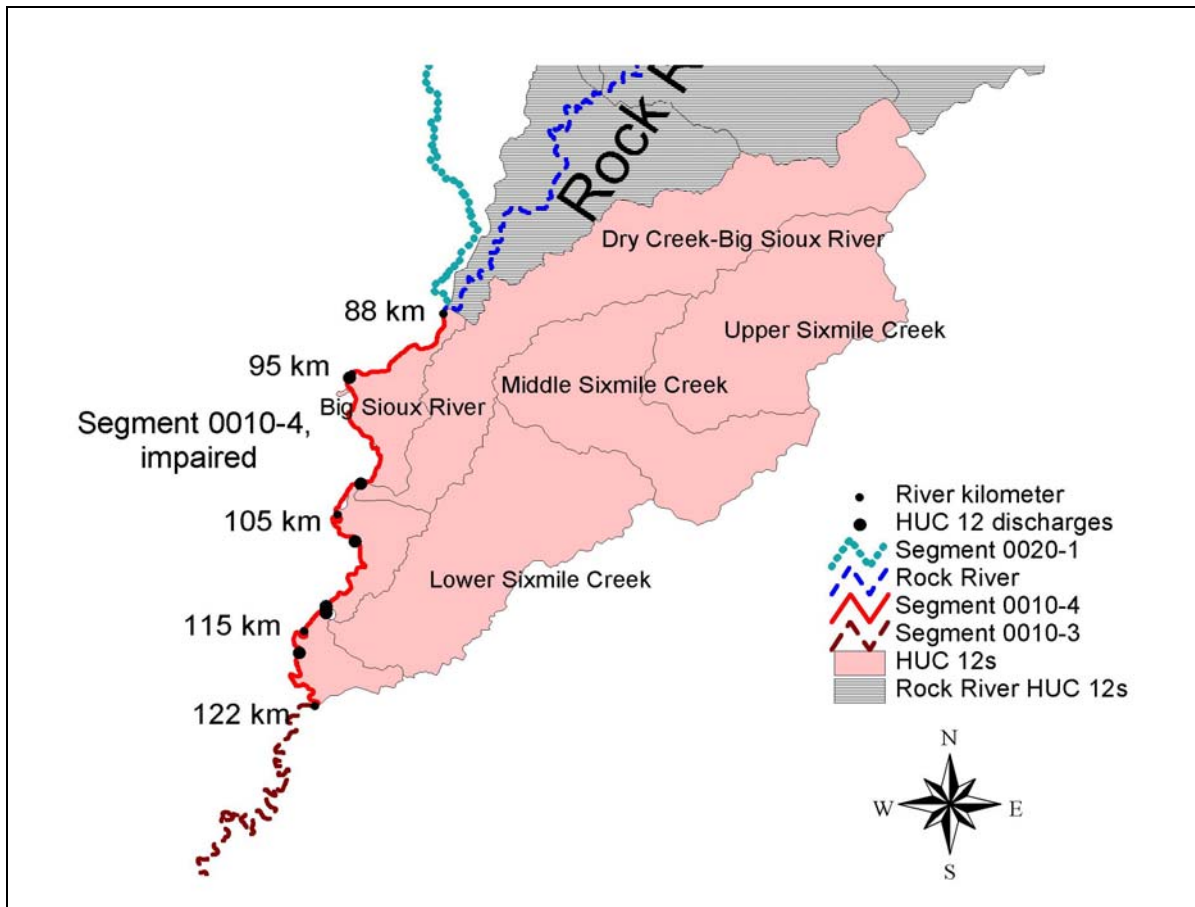 Rock R
Dry Creek-Big Sioux River
88 km
Upper Sixmile Creek
95 km
Middle Sixmile Creek
Big Sioux River
Segment 0010-4,
impaired
105 km
Lower Sixmile Creek
115 km
122 km
River kilometer
HUC 12 discharges
Segment 0020-1
Rock River
Segment 0010-4
Segment 0010-3
HUC 12s
Rock River HUC 12s
N
W E
S